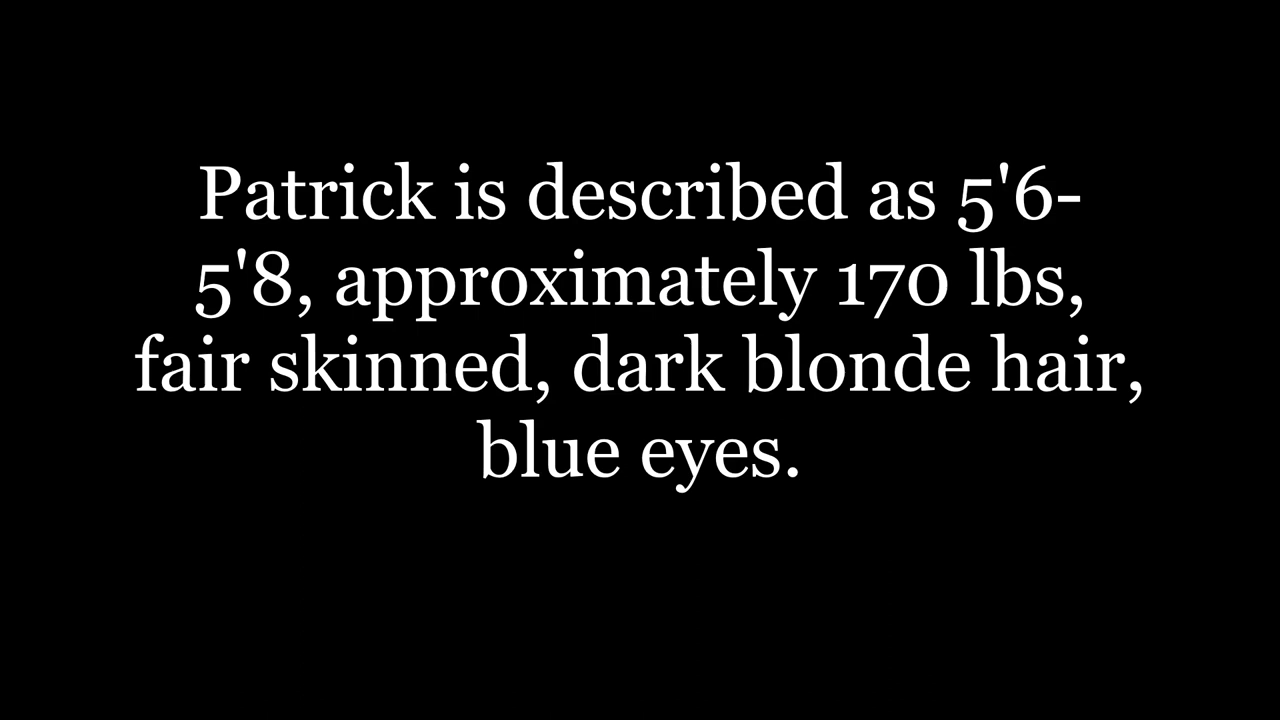 Patrick is described as 5'6-
5'8, approximately 170 lbs,
fair skinned, dark blonde hair,
blue eyes.